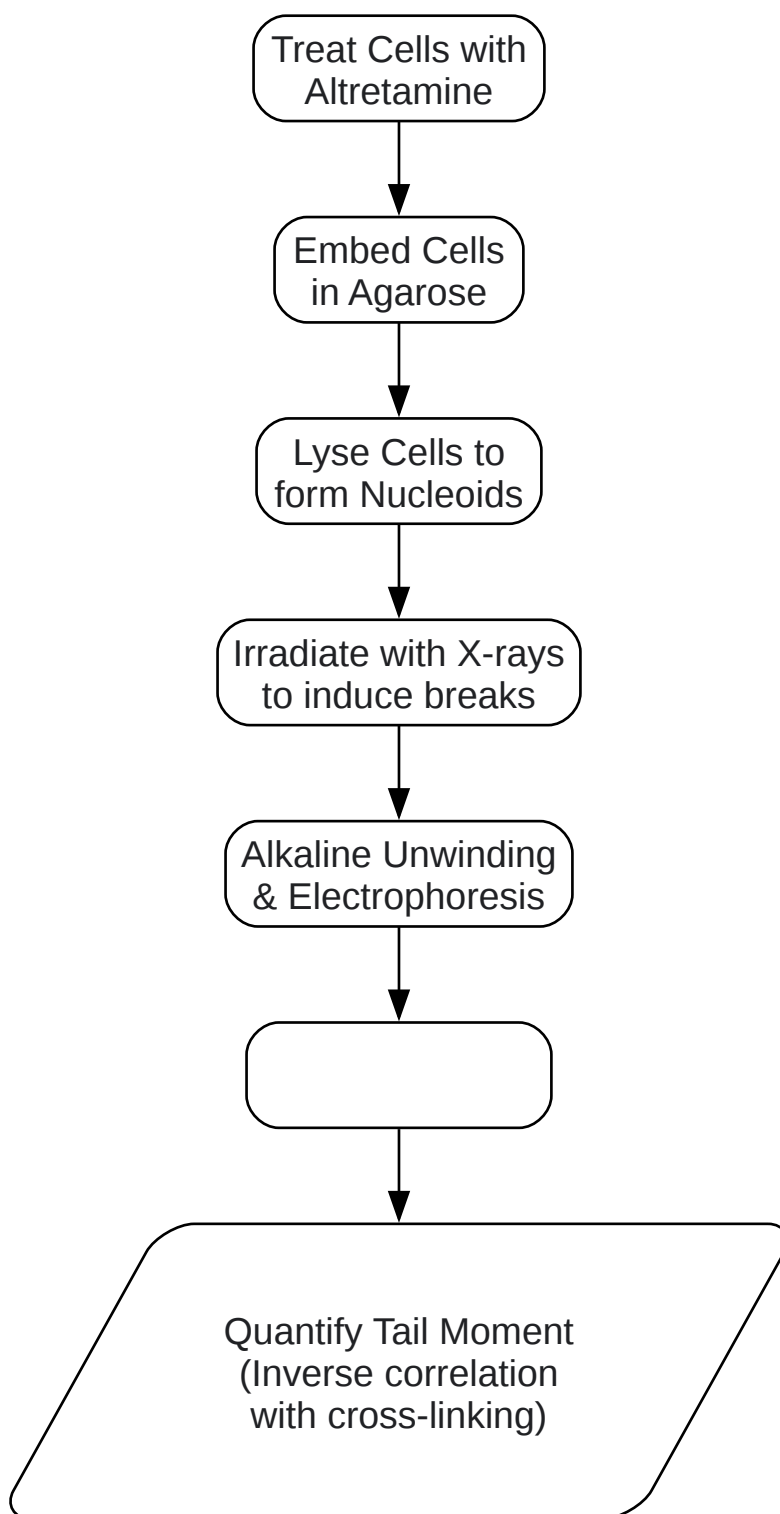 Treat Cells with
Altretamine
Embed Cells
in Agarose
Lyse Cells to
form Nucleoids
Irradiate with X-rays
to induce breaks
Alkaline Unwinding
& Electrophoresis
Quantify Tail Moment
(Inverse correlation
with cross-linking)